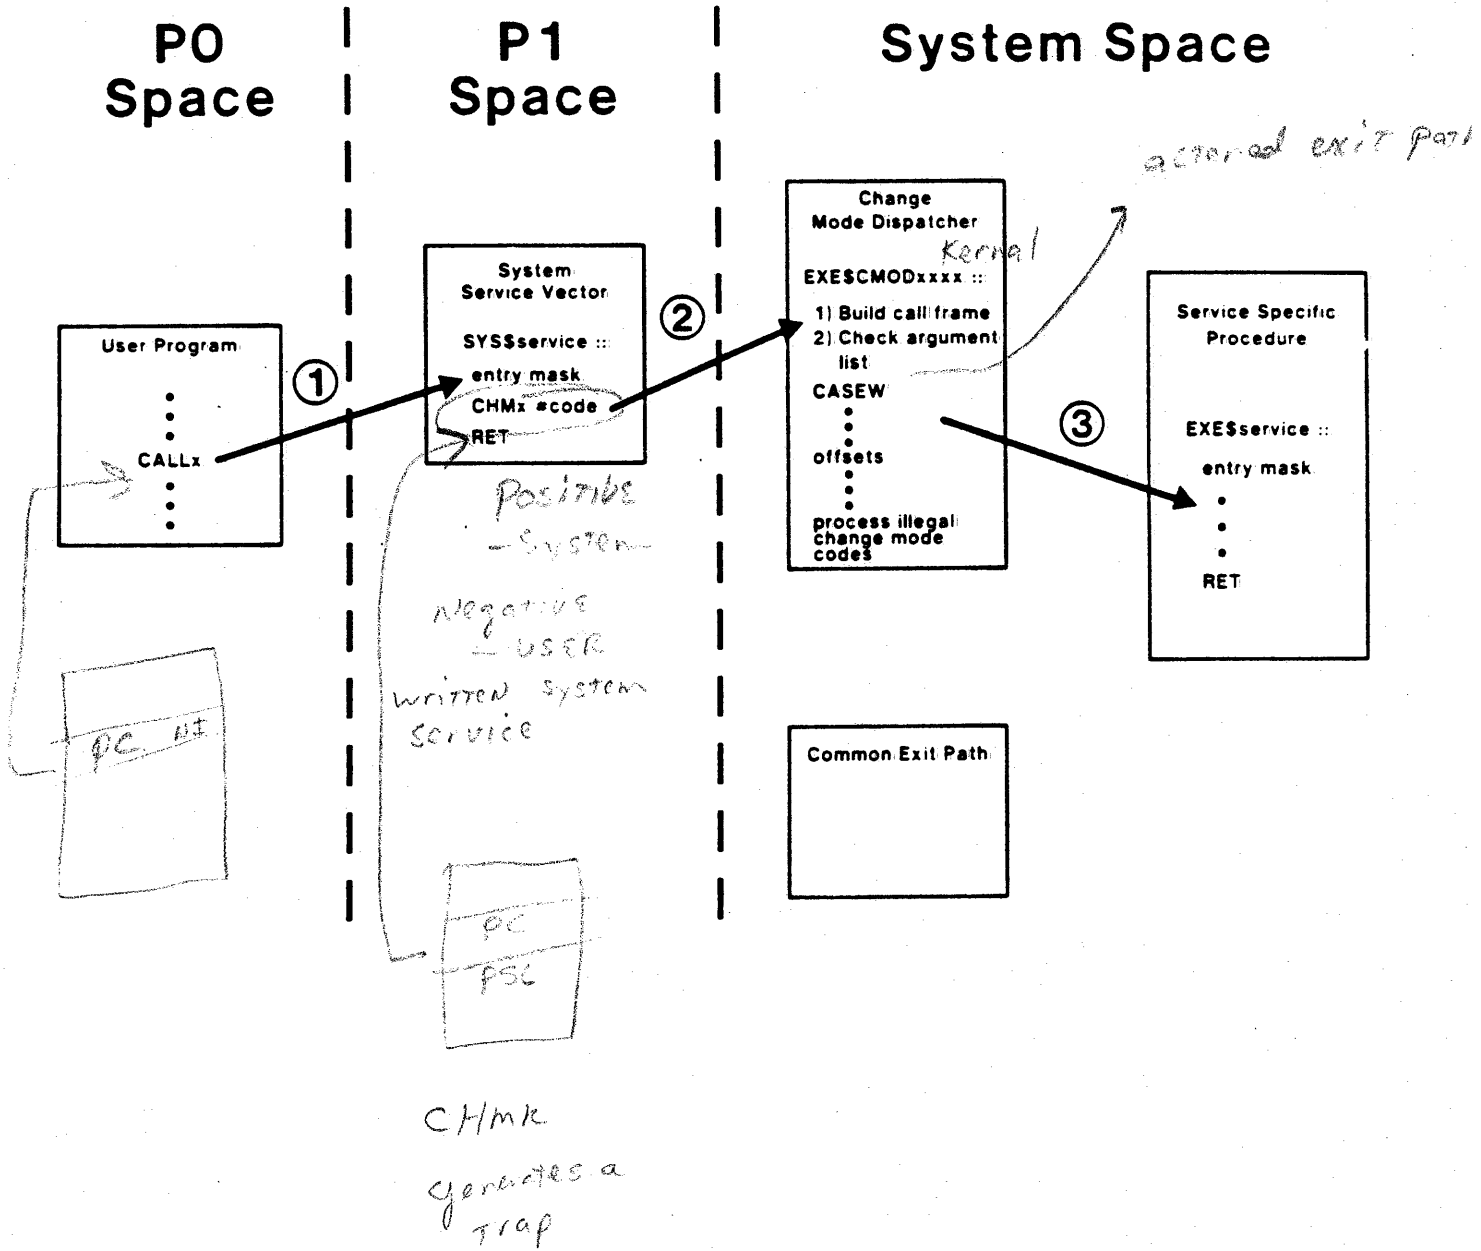 P0
Space
P1
Space
System Space
altered exit path
User Program
CALLx
①
System
Service Vector
SYS$service ::
entry mask
CHMx #code
RET
②
Change
Mode Dispatcher
Kernal
EXE$CMODxxxx ::
1) Build call frame
2) Check argument
list
CASEW
offsets
process illegal
change mode
codes
③
Service Specific
Procedure
EXE$service ::
entry mask
RET
Positive
- System -
Negative
- USER
written system
service
PC NI
Common Exit Path
PC
PSL
CHMK
generates a
Trap